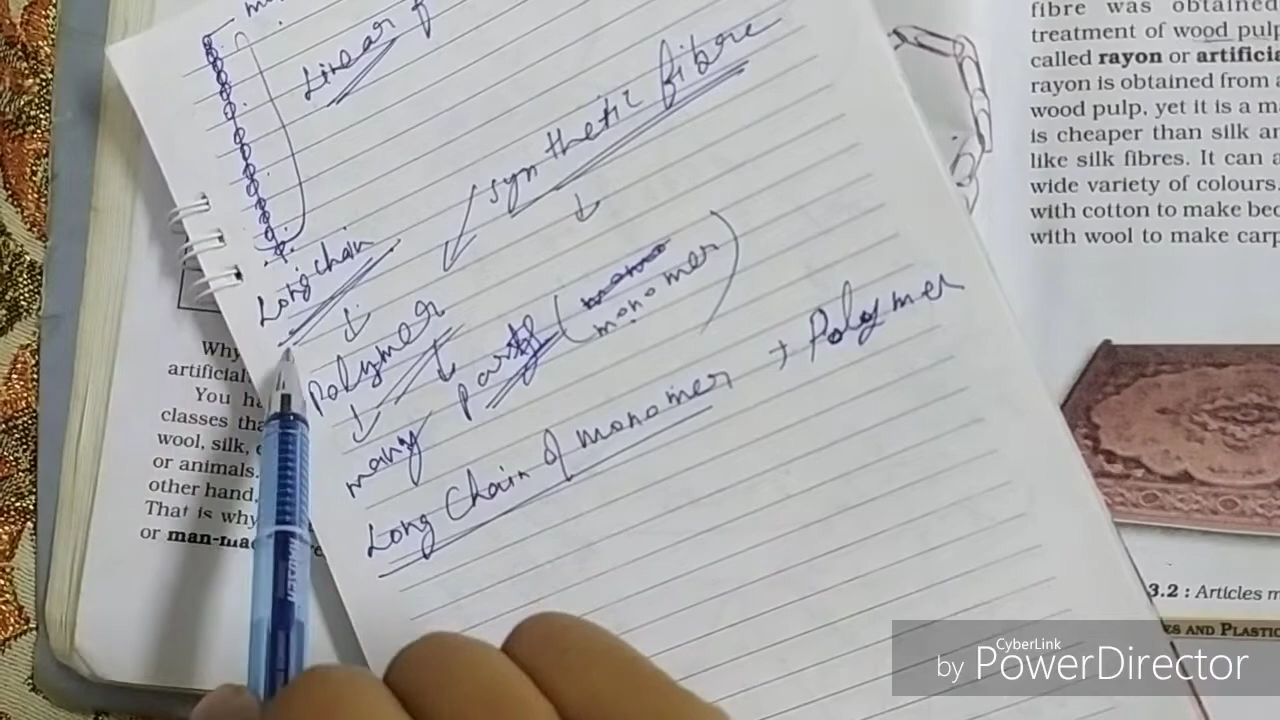 Linear
synthetic fibre
Long chain
Polymer
many parts (monomer)
Long Chain of monomer → Polymer
Why
artificial
You ha
classes tha
wool, silk,
or animals.
other hand,
That is why
or man-mad
fibre was obtained
treatment of wood pulp
called rayon or artificia
rayon is obtained from a
wood pulp, yet it is a m
is cheaper than silk an
like silk fibres. It can a
wide variety of colours.
with cotton to make bed
with wool to make carp
3.2 : Articles m
ES AND PLASTIC
CyberLink
by PowerDirector